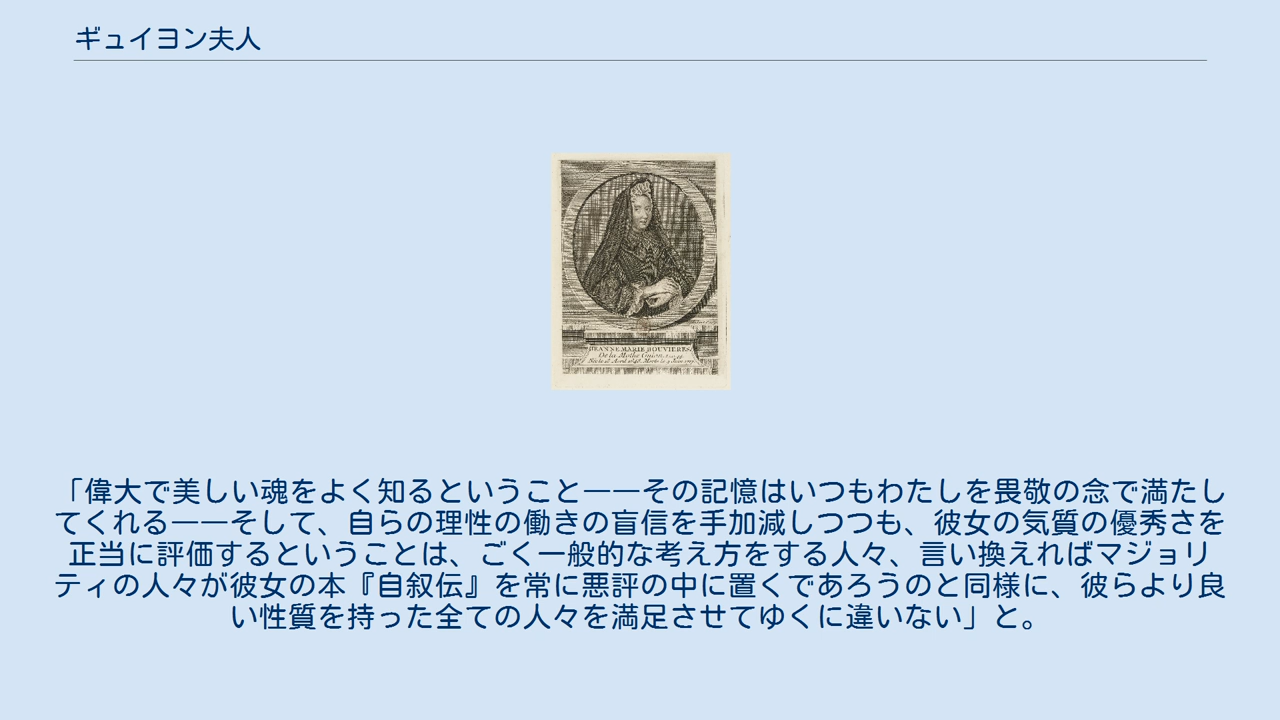 ギュイヨン夫人
JEANNE MARIE BOUVIERES,
De la Mothe Guion,
「偉大で美しい魂をよく知るということ——その記憶はいつもわたしを畏敬の念で満たし
てくれる——そして、自らの理性の働きの盲信を手加減しつつも、彼女の気質の優秀さを
正当に評価するということは、ごく一般的な考え方をする人々、言い換えればマジョリ
ティの人々が彼女の本『自叙伝』を常に悪評の中に置くであろうのと同様に、彼らより良
い性質を持った全ての人々を満足させてゆくに違いない」と。